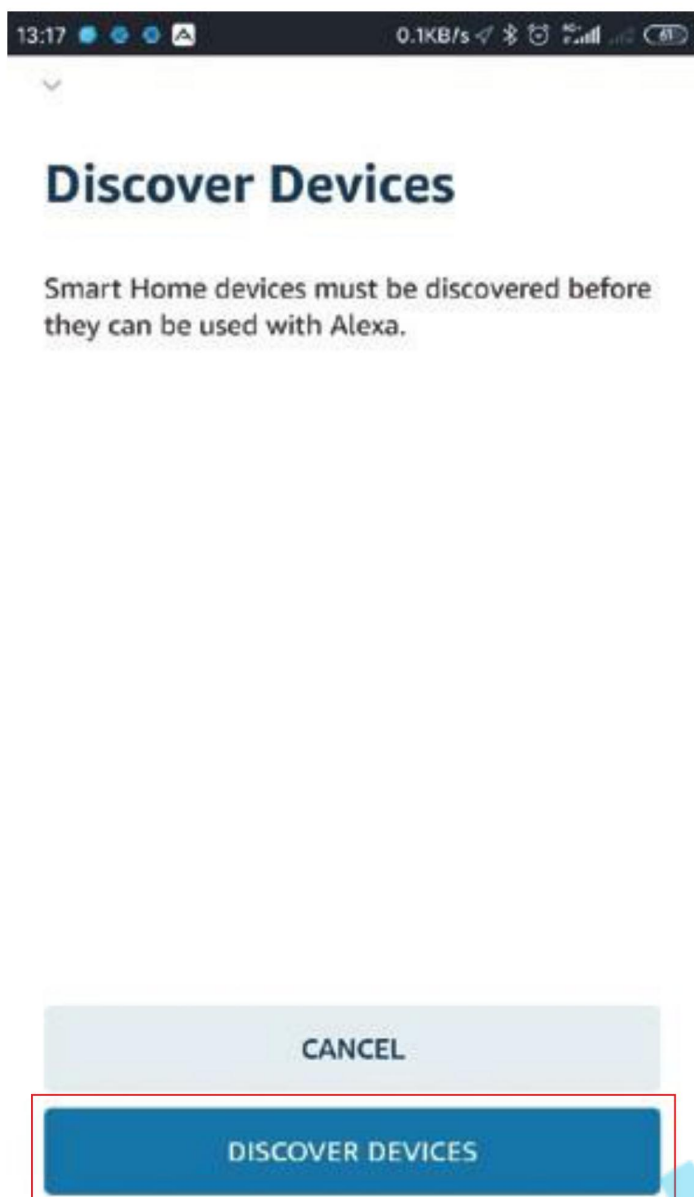 13:17 0.1KB/s 61
Discover Devices
Smart Home devices must be discovered before
they can be used with Alexa.
CANCEL
DISCOVER DEVICES